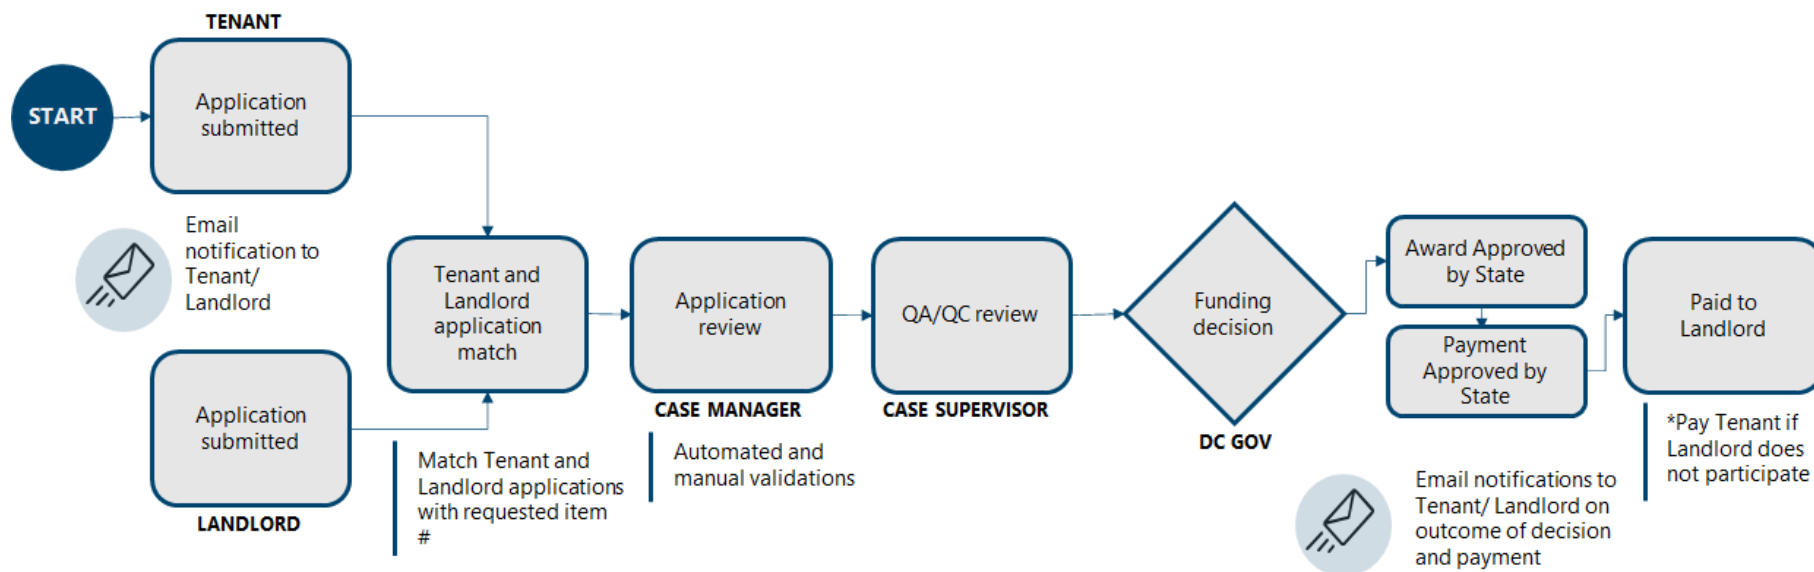 TENANT
START
Application
submitted
Email
notification to
Tenant/
Landlord
Application
submitted
LANDLORD
Tenant and
Landlord
application
match
Match Tenant and
Landlord applications
with requested item
#
Application
review
CASE MANAGER
Automated and
manual validations
QA/QC review
CASE SUPERVISOR
Funding
decision
DC GOV
Award Approved
by State
Payment
Approved by
State
Email notifications to
Tenant/ Landlord on
outcome of decision
and payment
Paid to
Landlord
*Pay Tenant if
Landlord does
not participate